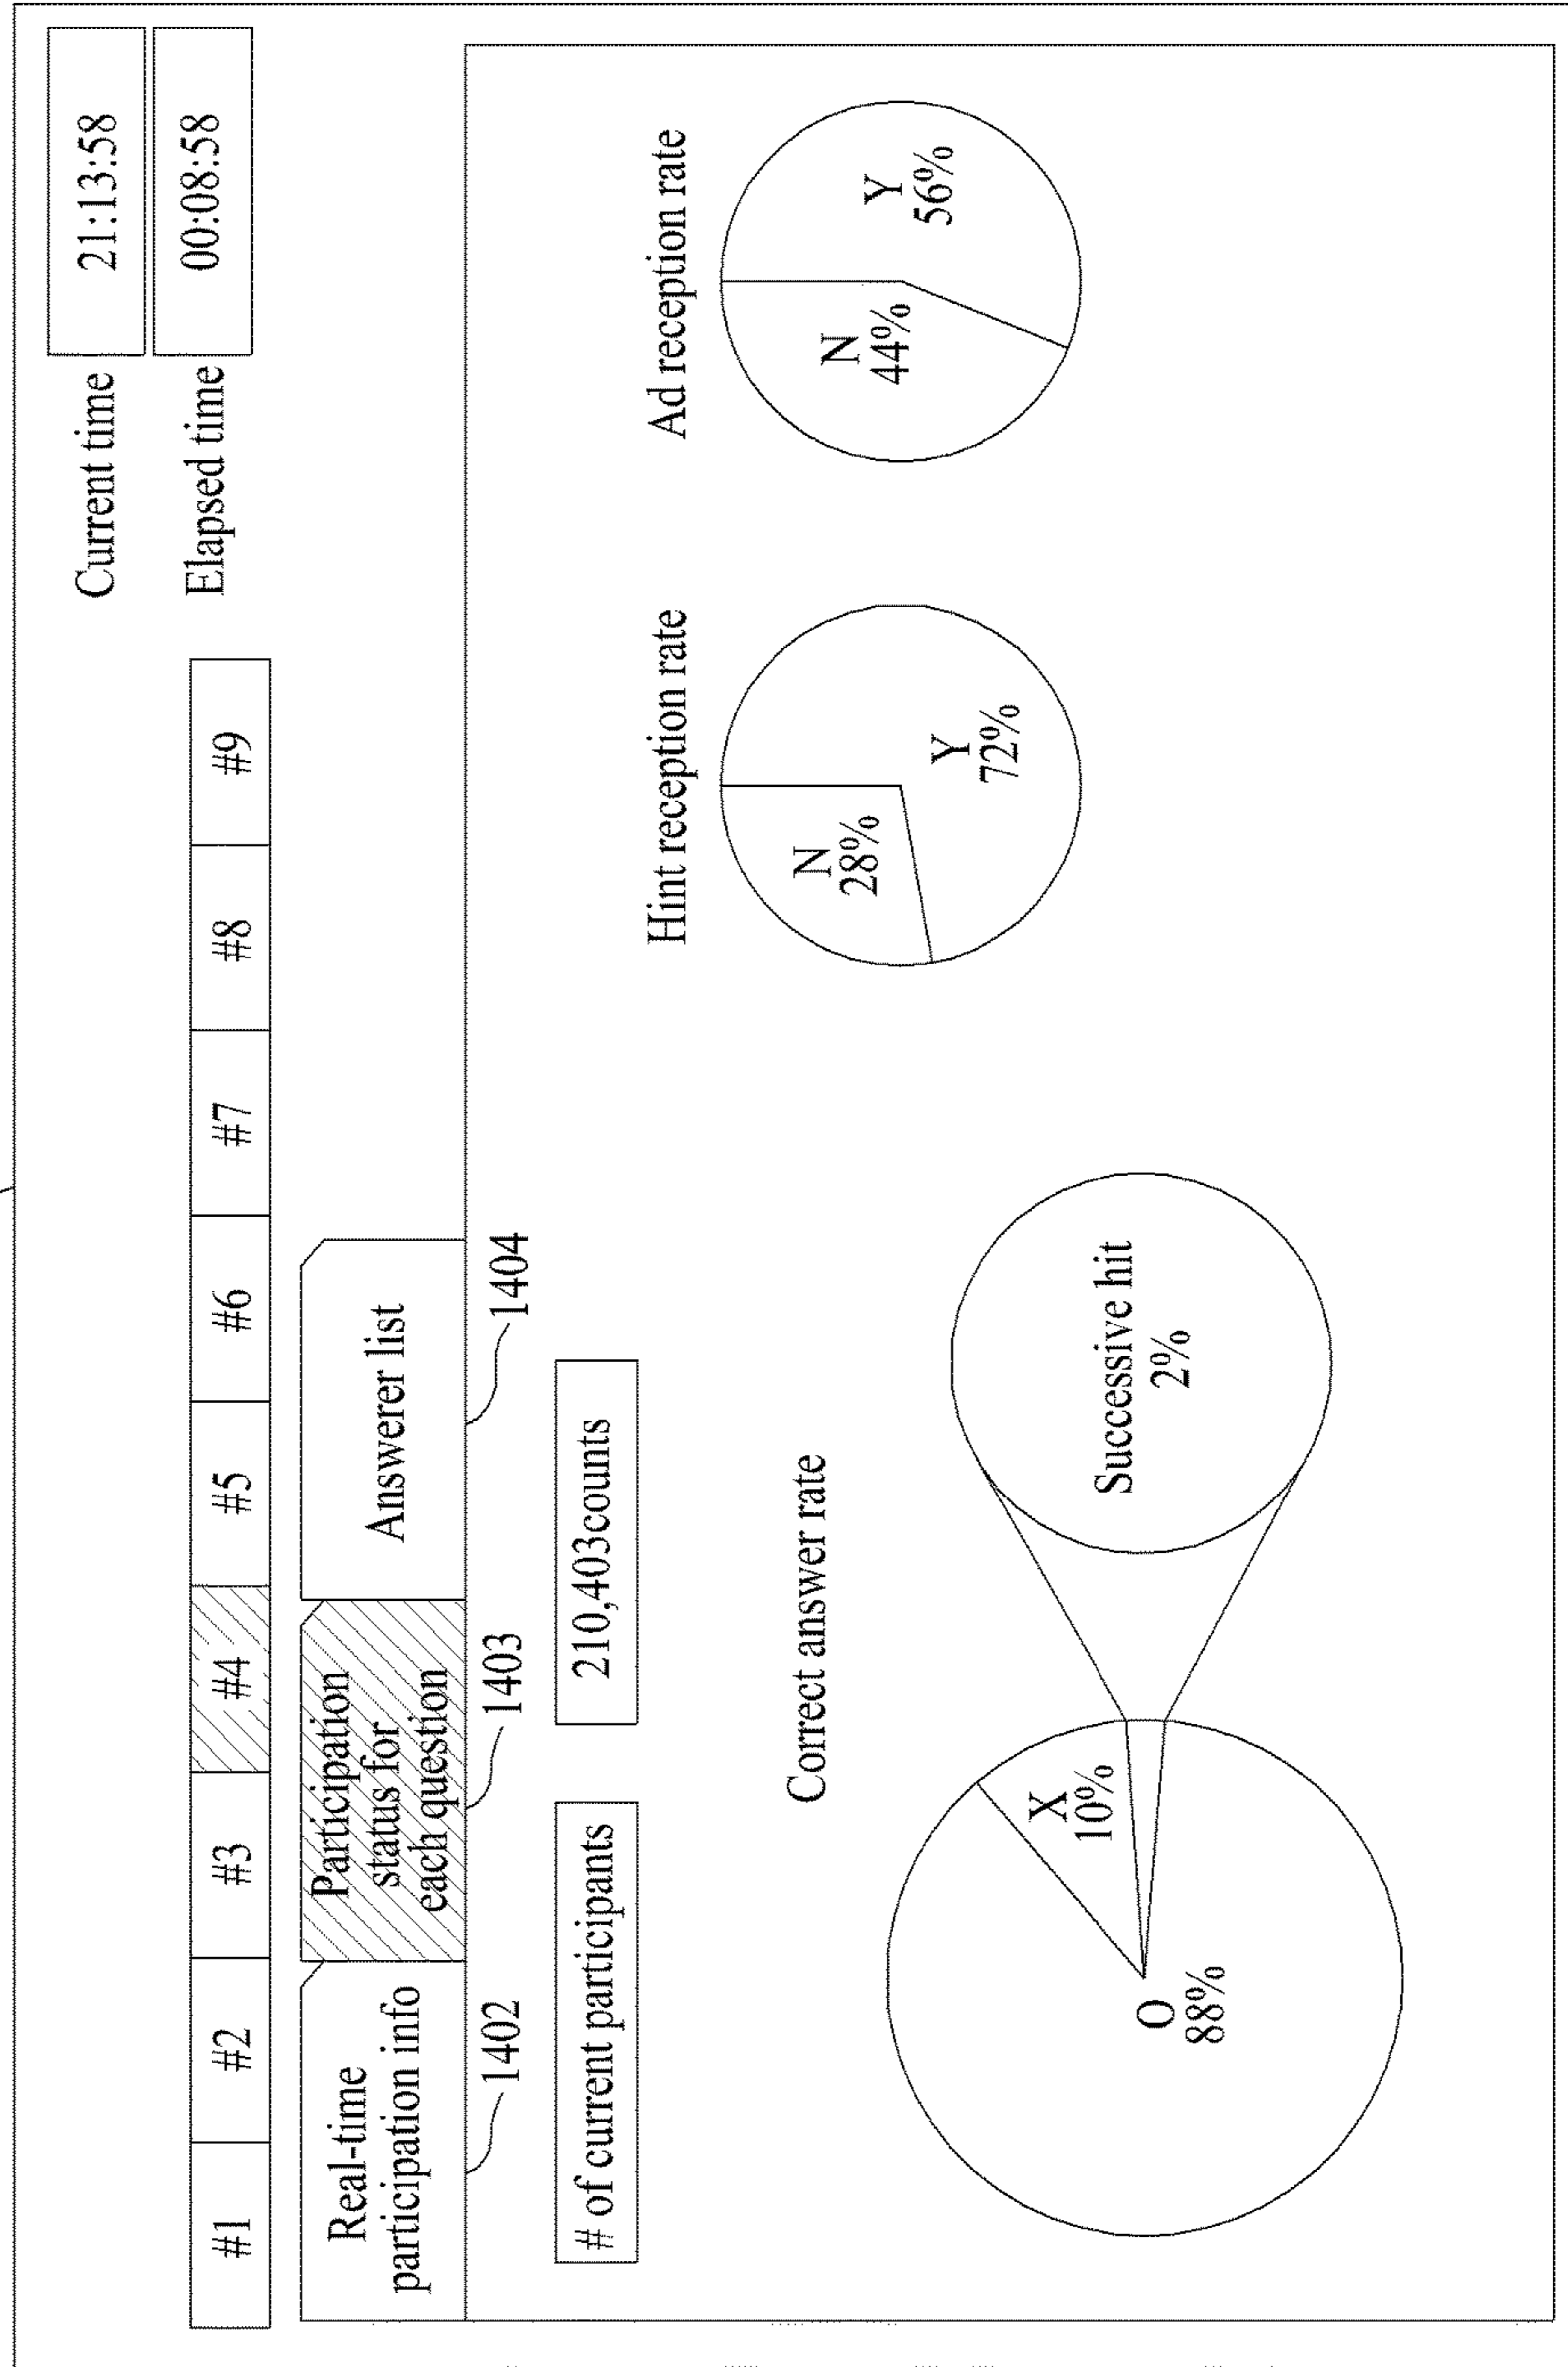 Current time
21:13:58
Elapsed time
00:08:58
#1
#2
#3
#4
#5
#6
#7
#8
#9
Real-time
participation info
Participation
status for
each question
Answerer list
1402
1403
1404
# of current participants
210,403counts
Correct answer rate
O
88%
X
10%
Successive hit
2%
Hint reception rate
N
28%
Y
72%
Ad reception rate
N
44%
Y
56%